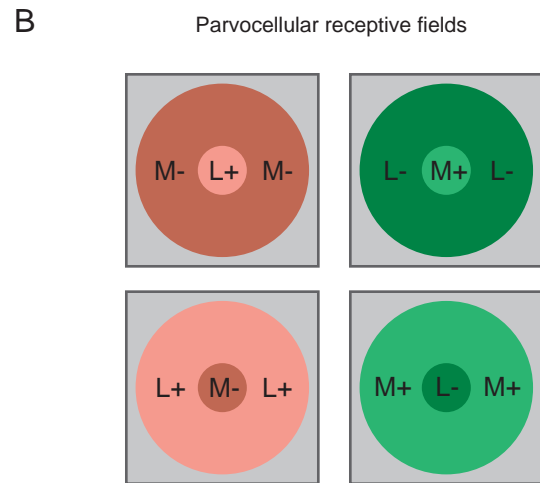 B
Parvocellular receptive fields
M- L+ M-
L- M+ L-
L+ M- L+
M+ L- M+